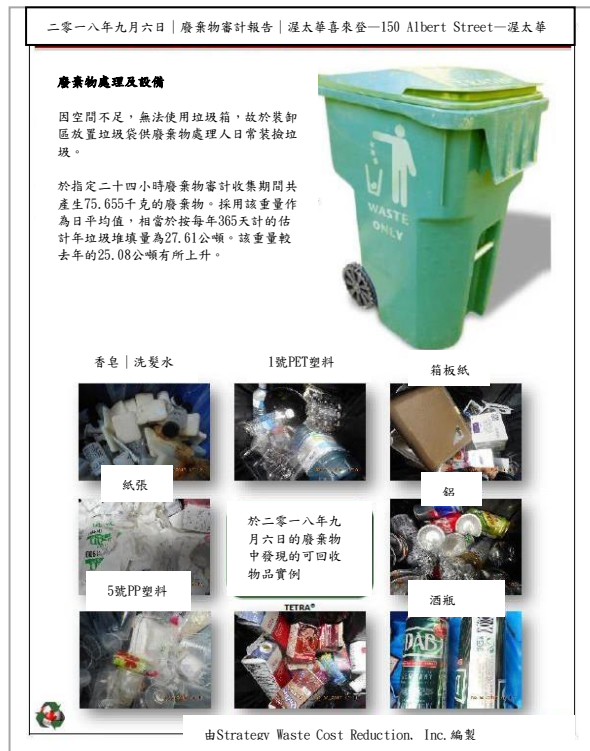 二零一八年九月六日｜廢棄物審計報告｜渥太華喜來登—150 Albert Street—渥太華
廢棄物處理及設備
因空間不足，無法使用垃圾箱，故於裝卸
區放置垃圾袋供廢棄物處理人日常裝撿垃
圾。
於指定二十四小時廢棄物審計收集期間共
產生75.655千克的廢棄物。採用該重量作
為日平均值，相當於按每年365天計的估
計年垃圾堆填量為27.61公噸。該重量較
去年的25.08公噸有所上升。
WASTE
ONLY
香皂｜洗髮水
1號PET塑料
箱板紙
紙張
鋁
於二零一八年九
月六日的廢棄物
中發現的可回收
物品實例
5號PP塑料
TETRA®
酒瓶
DAB
由Strategy Waste Cost Reduction, Inc.編製